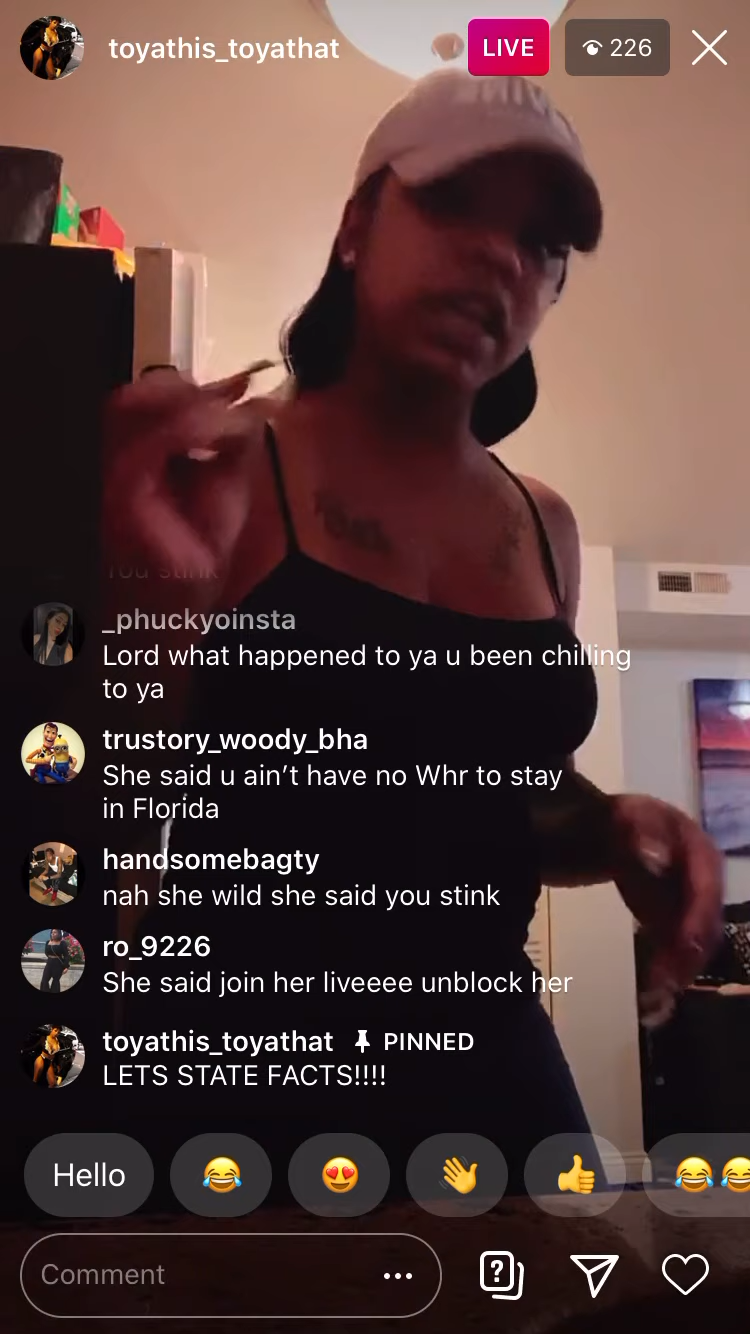 toyathis_toyathat
LIVE
226
You stink
_phuckyoinsta
Lord what happened to ya u been chilling
to ya
trustory_woody_bha
She said u ain’t have no Whr to stay
in Florida
handsomebagty
nah she wild she said you stink
ro_9226
She said join her liveeee unblock her
toyathis_toyathat PINNED
LETS STATE FACTS!!!!
Hello
Comment